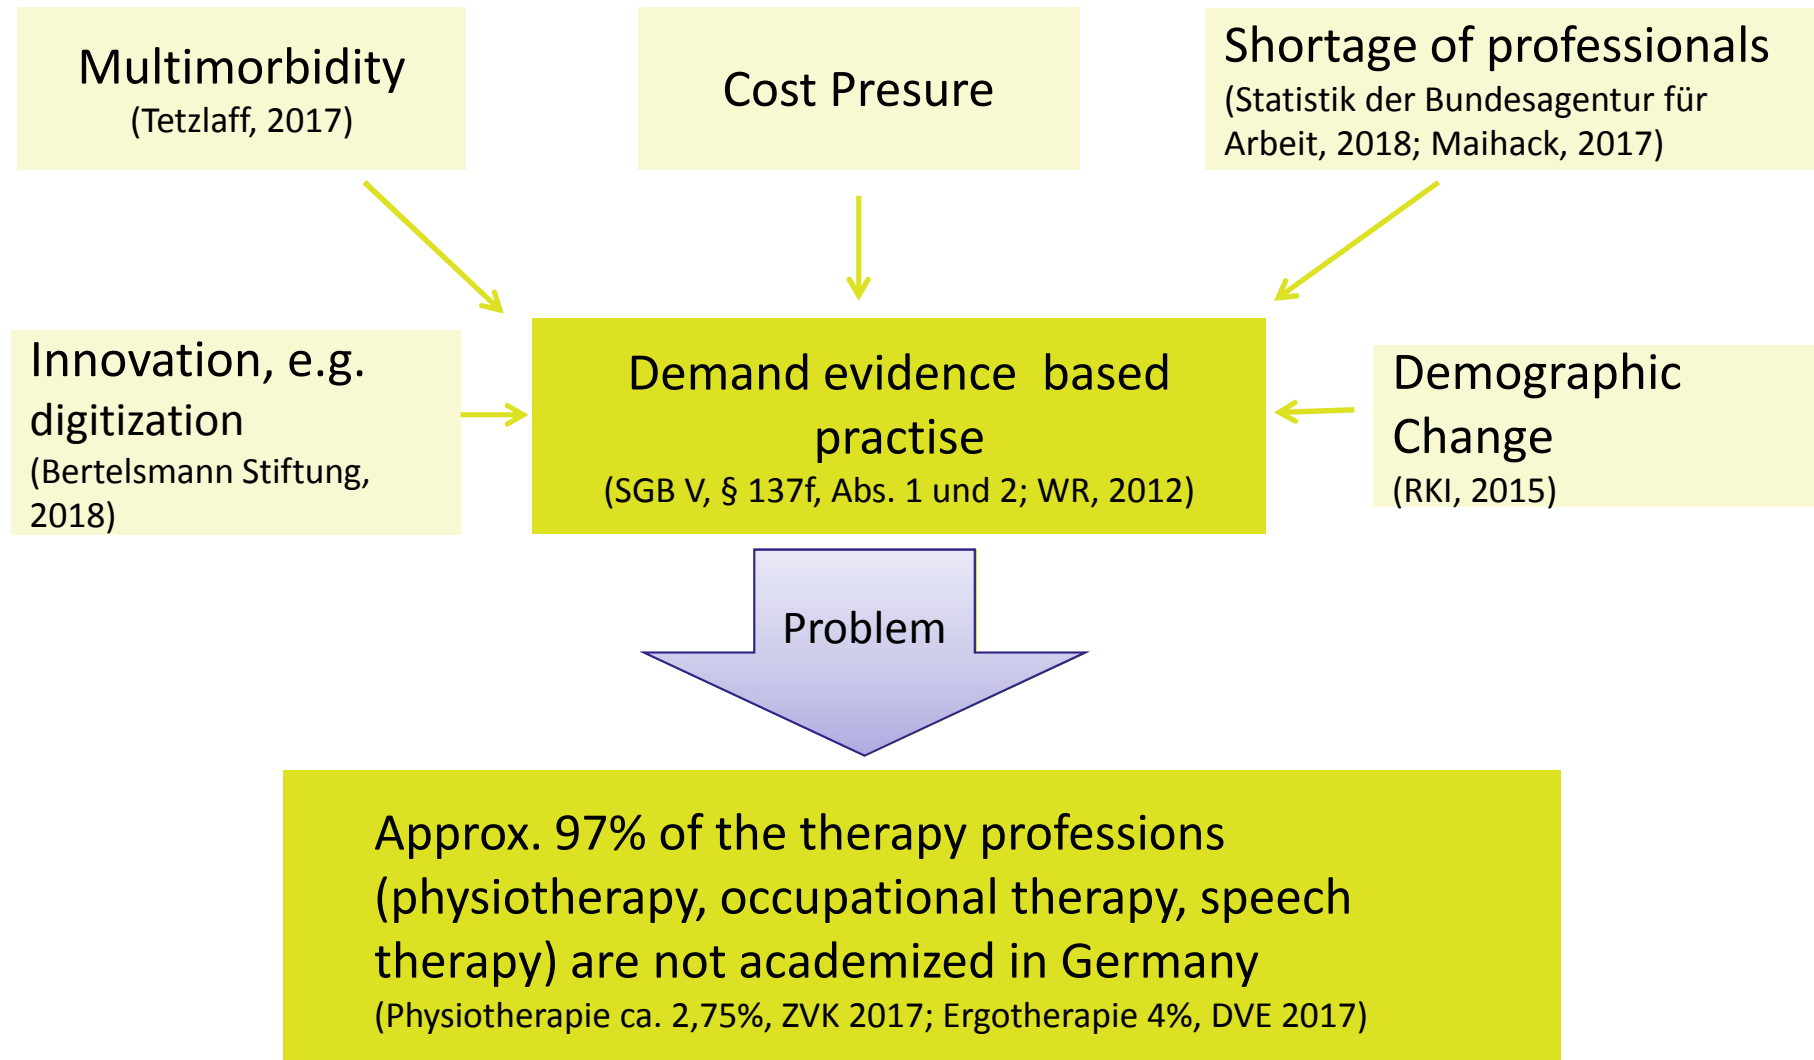 Multimorbidity
(Tetzlaff, 2017)
Cost Presure
Shortage of professionals
(Statistik der Bundesagentur für
Arbeit, 2018; Maihack, 2017)
Innovation, e.g.
digitization
(Bertelsmann Stiftung,
2018)
Demand evidence  based
practise
(SGB V, § 137f, Abs. 1 und 2; WR, 2012)
Demographic
Change
(RKI, 2015)
Problem
Approx. 97% of the therapy professions
(physiotherapy, occupational therapy, speech
therapy) are not academized in Germany
(Physiotherapie ca. 2,75%, ZVK 2017; Ergotherapie 4%, DVE 2017)